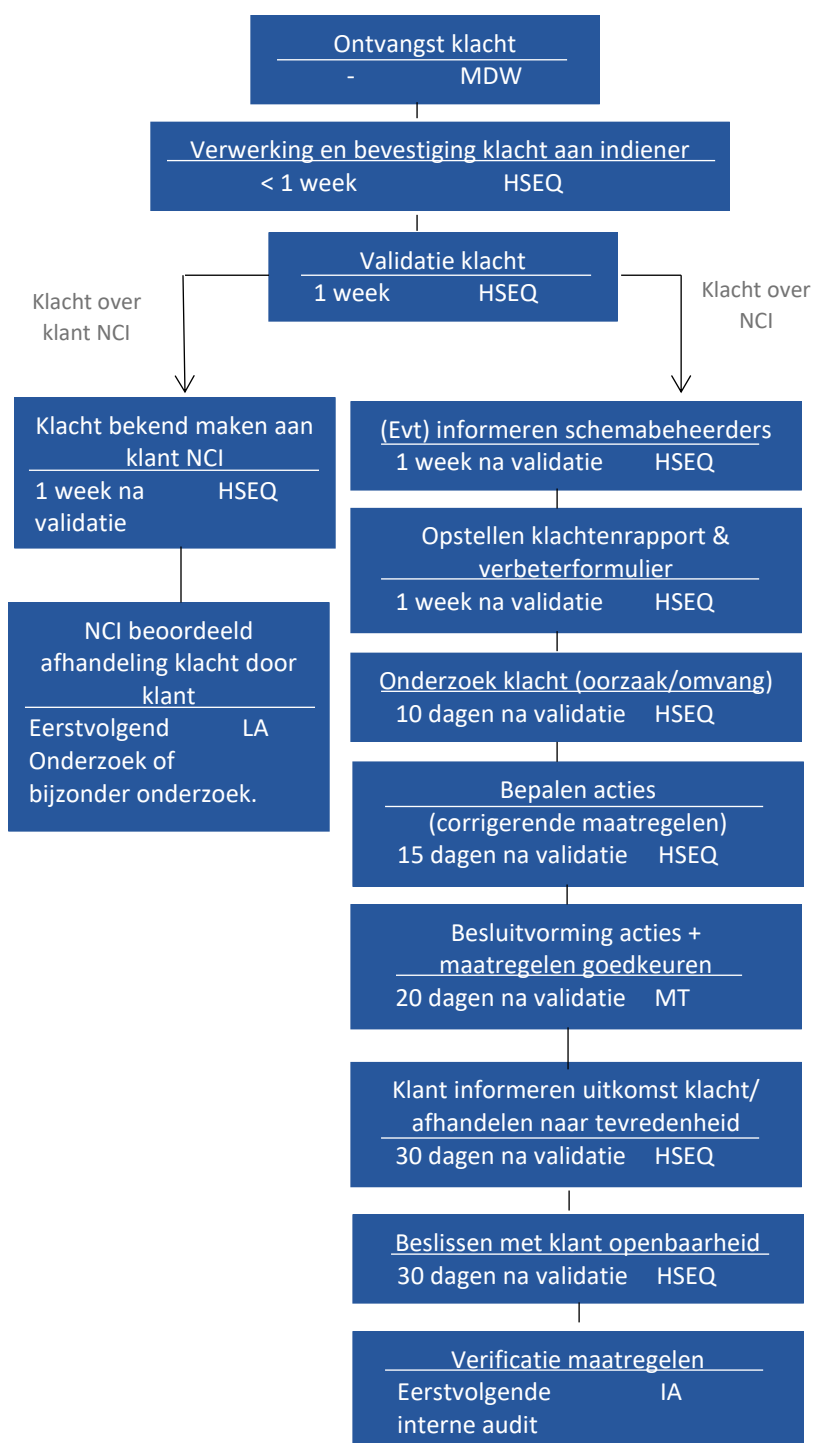 Ontvangst klacht
- MDW
Verwerking en bevestiging klacht aan indiener
< 1 week HSEQ
Validatie klacht
1 week HSEQ
Klacht over
klant NCI
Klacht over
NCI
Klacht bekend maken aan
klant NCI
1 week na HSEQ
validatie
NCI beoordeeld
afhandeling klacht door
klant
Eerstvolgend LA
Onderzoek of
bijzonder onderzoek.
(Evt) informeren schemabeheerders
1 week na validatie HSEQ
Opstellen klachtenrapport &
verbeterformulier
1 week na validatie HSEQ
Onderzoek klacht (oorzaak/omvang)
10 dagen na validatie HSEQ
Bepalen acties
(corrigerende maatregelen)
15 dagen na validatie HSEQ
Besluitvorming acties +
maatregelen goedkeuren
20 dagen na validatie MT
Klant informeren uitkomst klacht/
afhandelen naar tevredenheid
30 dagen na validatie HSEQ
Beslissen met klant openbaarheid
30 dagen na validatie HSEQ
Verificatie maatregelen
Eerstvolgende IA
interne audit